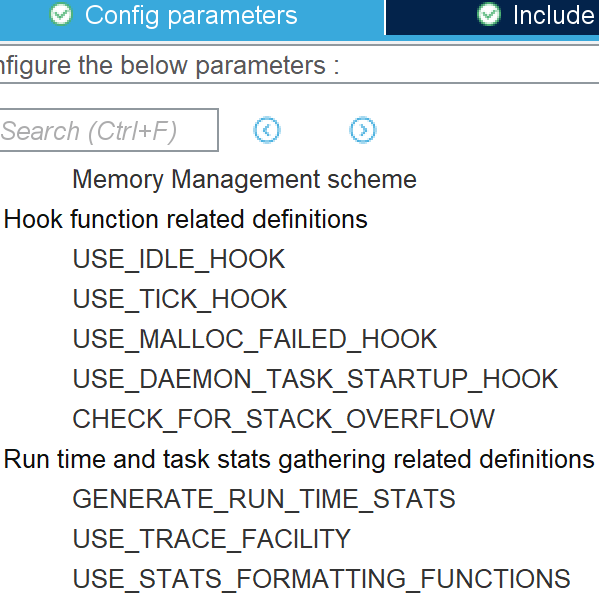 Config parameters
Include
nfigure the below parameters :
Search (Ctrl+F)
Memory Management scheme
Hook function related definitions
USE_IDLE_HOOK
USE_TICK_HOOK
USE_MALLOC_FAILED_HOOK
USE_DAEMON_TASK_STARTUP_HOOK
CHECK_FOR_STACK_OVERFLOW
Run time and task stats gathering related definitions
GENERATE_RUN_TIME_STATS
USE_TRACE_FACILITY
USE_STATS_FORMATTING_FUNCTIONS